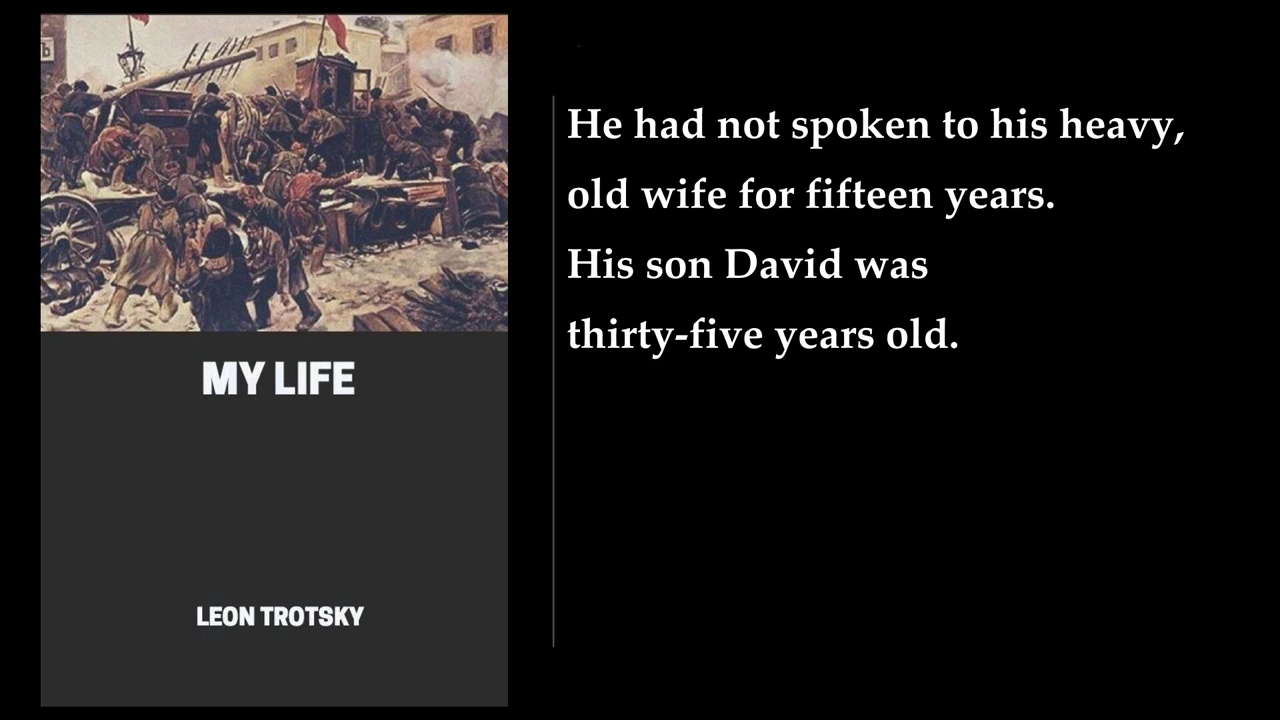 MY LIFE
LEON TROTSKY
He had not spoken to his heavy,
old wife for fifteen years.
His son David was
thirty-five years old.